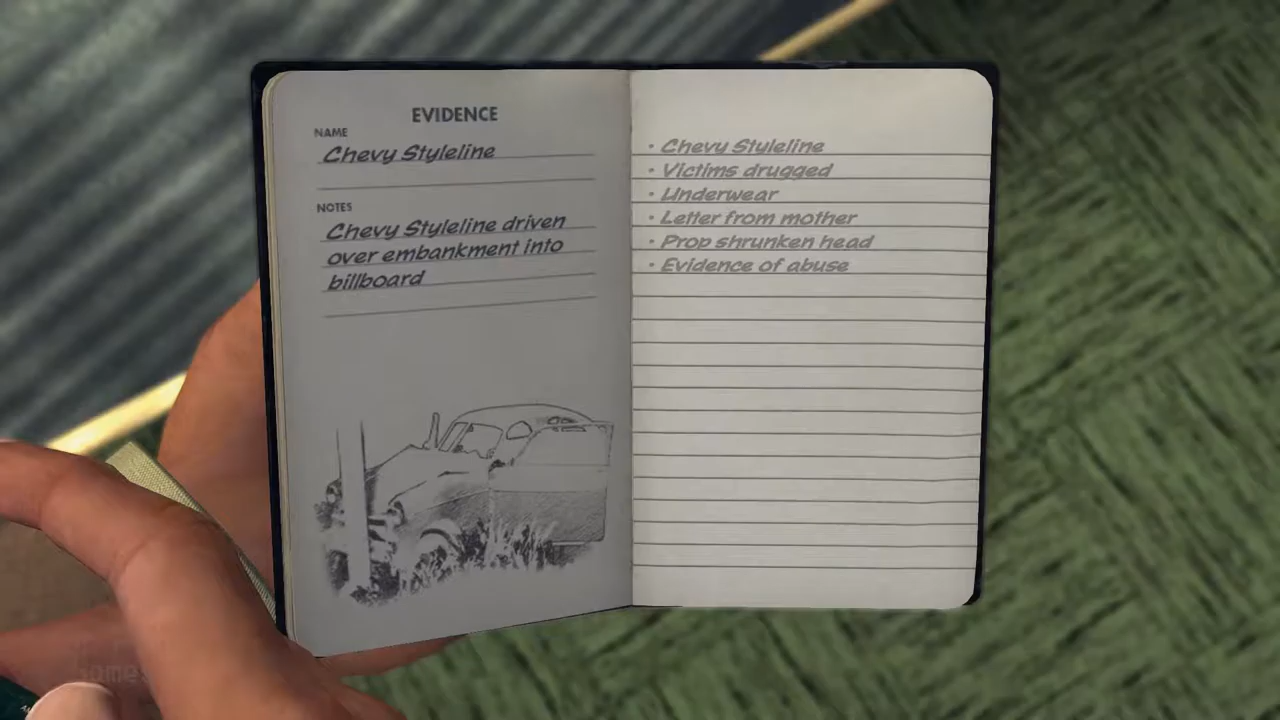 EVIDENCE
NAME
Chevy Styleline
NOTES
Chevy Styleline driven
over embankment into
billboard
• Chevy Styleline
• Victims drugged
• Underwear
• Letter from mother
• Prop shrunken head
• Evidence of abuse